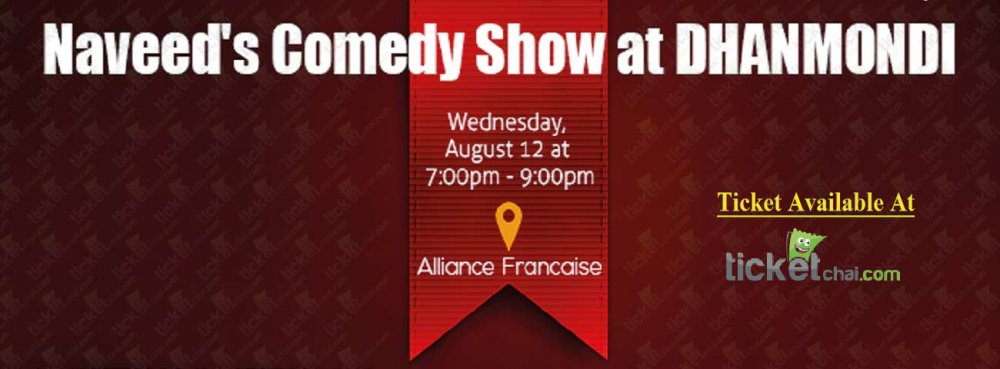 Naveed's Comedy Show at DHANMONDI
Wednesday,
August 12 at
7:00pm - 9:00pm
Alliance Francaise
Ticket Available At
ticketchai.com